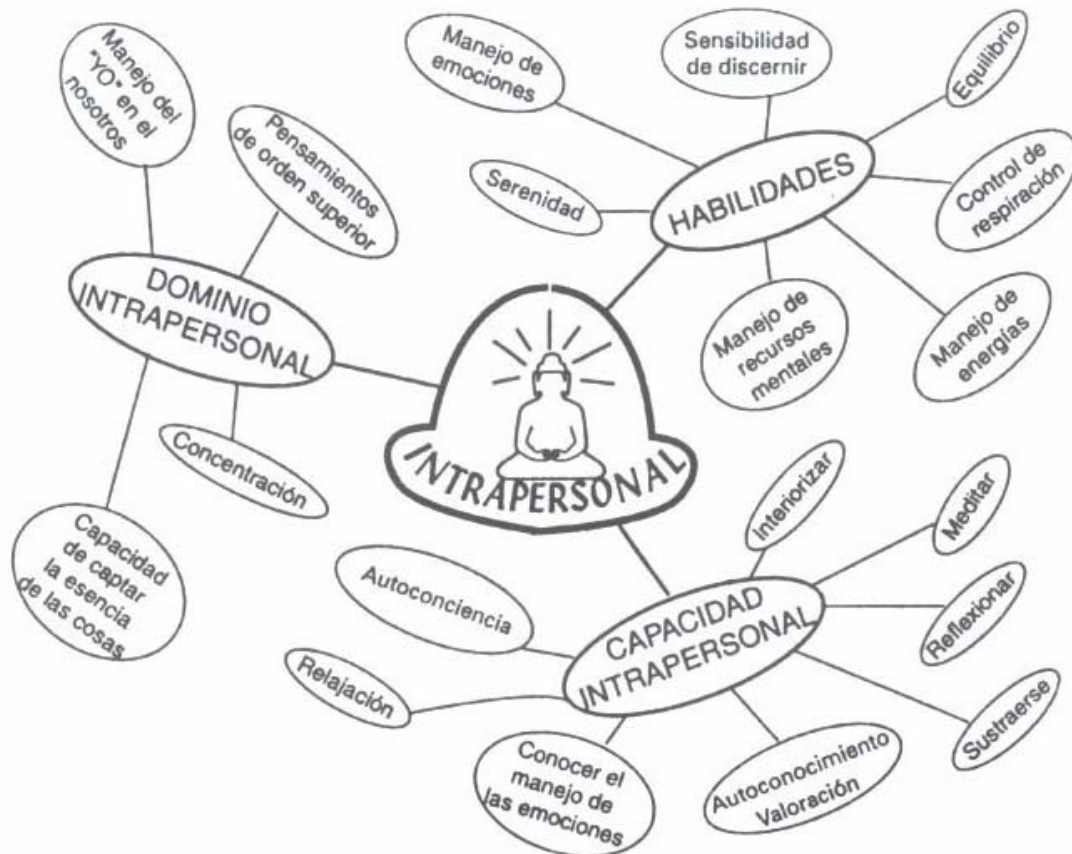 Manejo del
"YO" en el
nosotros
Pensamientos
de orden superior
DOMINIO
INTRAPERSONAL
Concentración
Capacidad
de captar
la esencia
de las cosas
Manejo de
emociones
Sensibilidad
de discernir
Equilibrio
Serenidad
HABILIDADES
Control de
respiración
Manejo de
recursos
mentales
Manejo de
energías
INTRAPERSONAL
Interiorizar
Meditar
Autoconciencia
CAPACIDAD
INTRAPERSONAL
Reflexionar
Relajación
Sustraerse
Conocer el
manejo de
las emociones
Autoconocimiento
Valoración